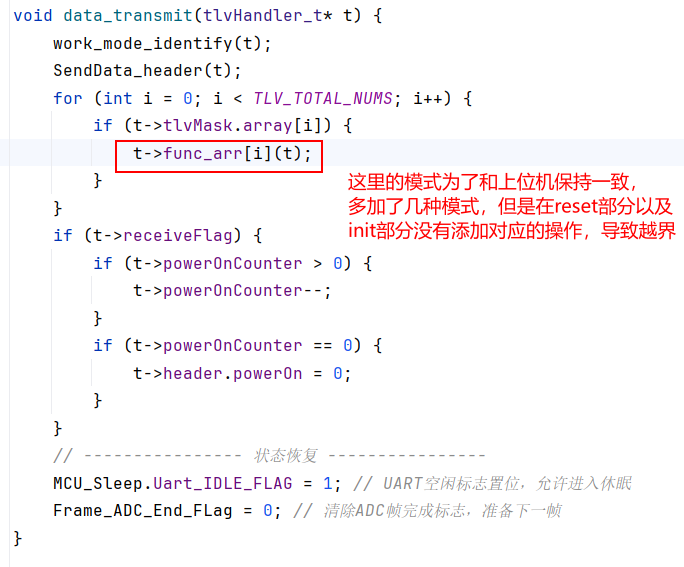 void data_transmit(tlvHandler_t* t) {
    work_mode_identify(t);
    SendData_header(t);
    for (int i = 0; i < TLV_TOTAL_NUMS; i++) {
        if (t->tlvMask.array[i]) {
            t->func_arr[i](t);
        }
    }
这里的模式为了和上位机保持一致，
多加了几种模式，但是在reset部分以及
init部分没有添加对应的操作，导致越界
    if (t->receiveFlag) {
        if (t->powerOnCounter > 0) {
            t->powerOnCounter--;
        }
        if (t->powerOnCounter == 0) {
            t->header.powerOn = 0;
        }
    }
    // ---------------- 状态恢复 ----------------
    MCU_Sleep.Uart_IDLE_FLAG = 1; // UART空闲标志置位，允许进入休眠
    Frame_ADC_End_FLag = 0; // 清除ADC帧完成标志，准备下一帧
}